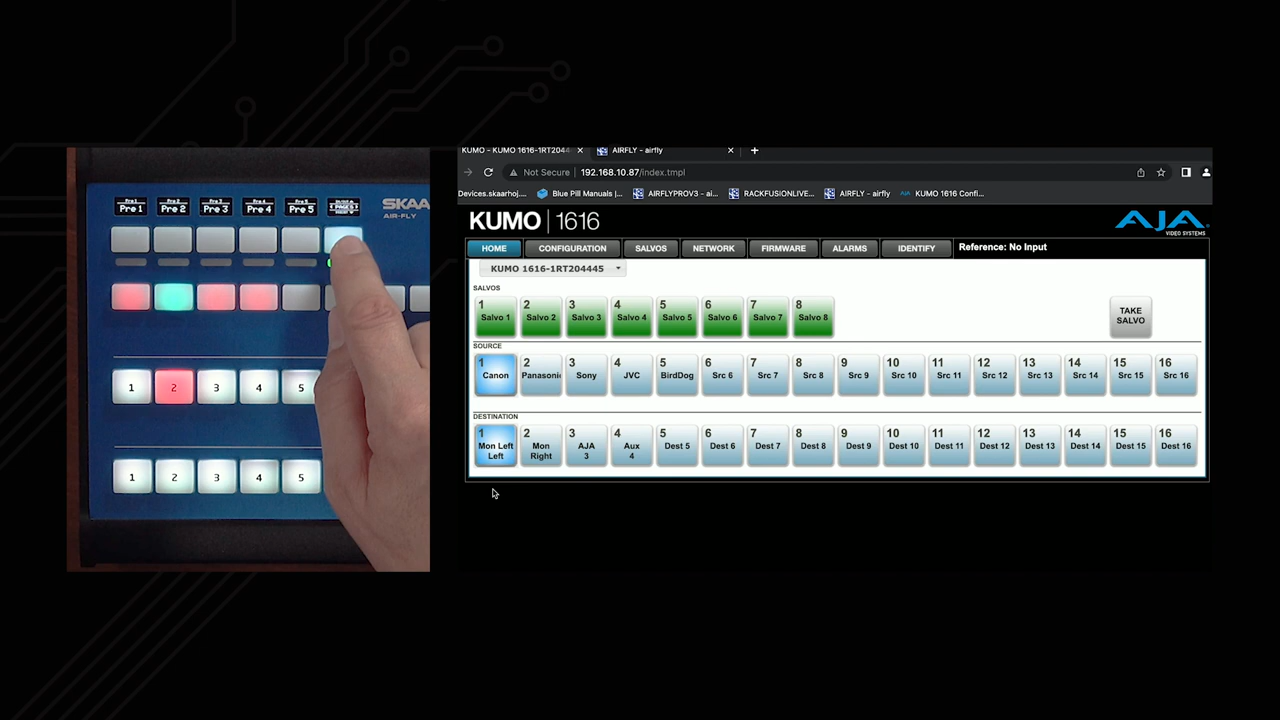 Pre 1
Pre 2
Pre 3
Pre 4
Pre 5
SKAA
AIR-FLY
1
2
3
4
5
1
2
3
4
5
KUMO - KUMO 1616-1RT2044
AIRFLY - airfly
Not Secure
192.168.10.87/index.tmpl
Devices.skaarhoj....
Blue Pill Manuals |...
AIRFLYPROV3 - ai...
RACKFUSIONLIVE...
AIRFLY - airfly
AJA
KUMO 1616 Confi...
KUMO | 1616
AJA
VIDEO SYSTEMS
HOME
CONFIGURATION
SALVOS
NETWORK
FIRMWARE
ALARMS
IDENTIFY
Reference: No Input
KUMO 1616-1RT204445
SALVOS
1 Salvo 1
2 Salvo 2
3 Salvo 3
4 Salvo 4
5 Salvo 5
6 Salvo 6
7 Salvo 7
8 Salvo 8
TAKE
SALVO
SOURCE
1 Canon
2 Panasonic
3 Sony
4 JVC
5 BirdDog
6 Src 6
7 Src 7
8 Src 8
9 Src 9
10 Src 10
11 Src 11
12 Src 12
13 Src 13
14 Src 14
15 Src 15
16 Src 16
DESTINATION
1 Mon Left
Left
2 Mon
Right
3 AJA
3
4 Aux
4
5 Dest 5
6 Dest 6
7 Dest 7
8 Dest 8
9 Dest 9
10 Dest 10
11 Dest 11
12 Dest 12
13 Dest 13
14 Dest 14
15 Dest 15
16 Dest 16